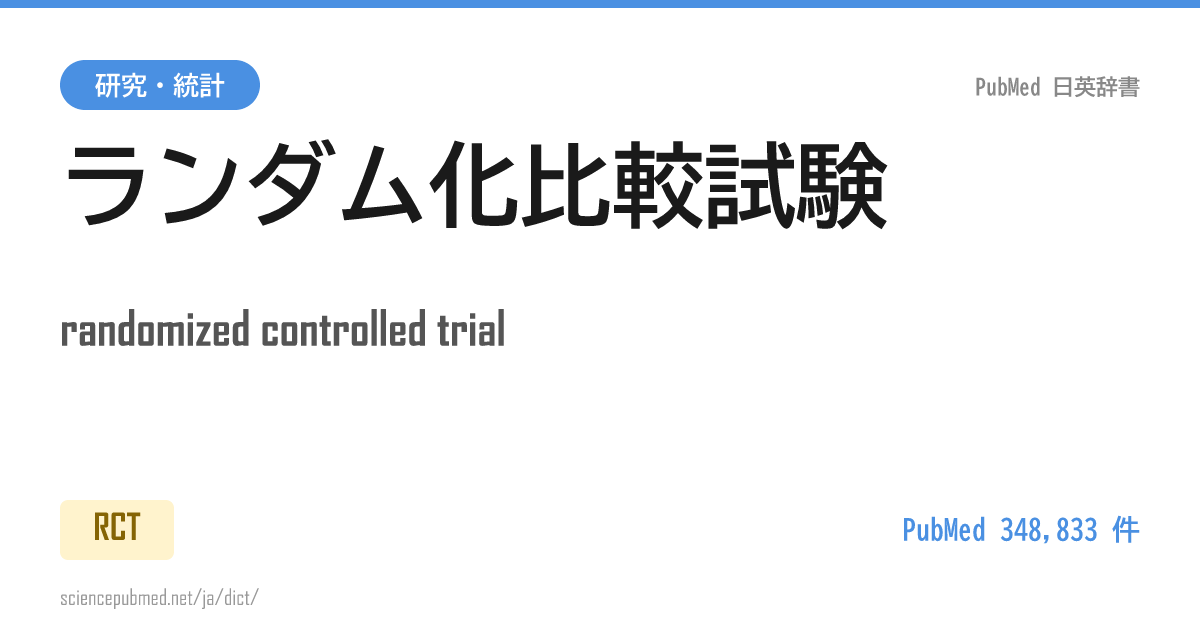 研究・統計
PubMed 日英辞書
ランダム化比較試験
randomized controlled trial
RCT
PubMed 348,833 件
sciencepubmed.net/ja/dict/